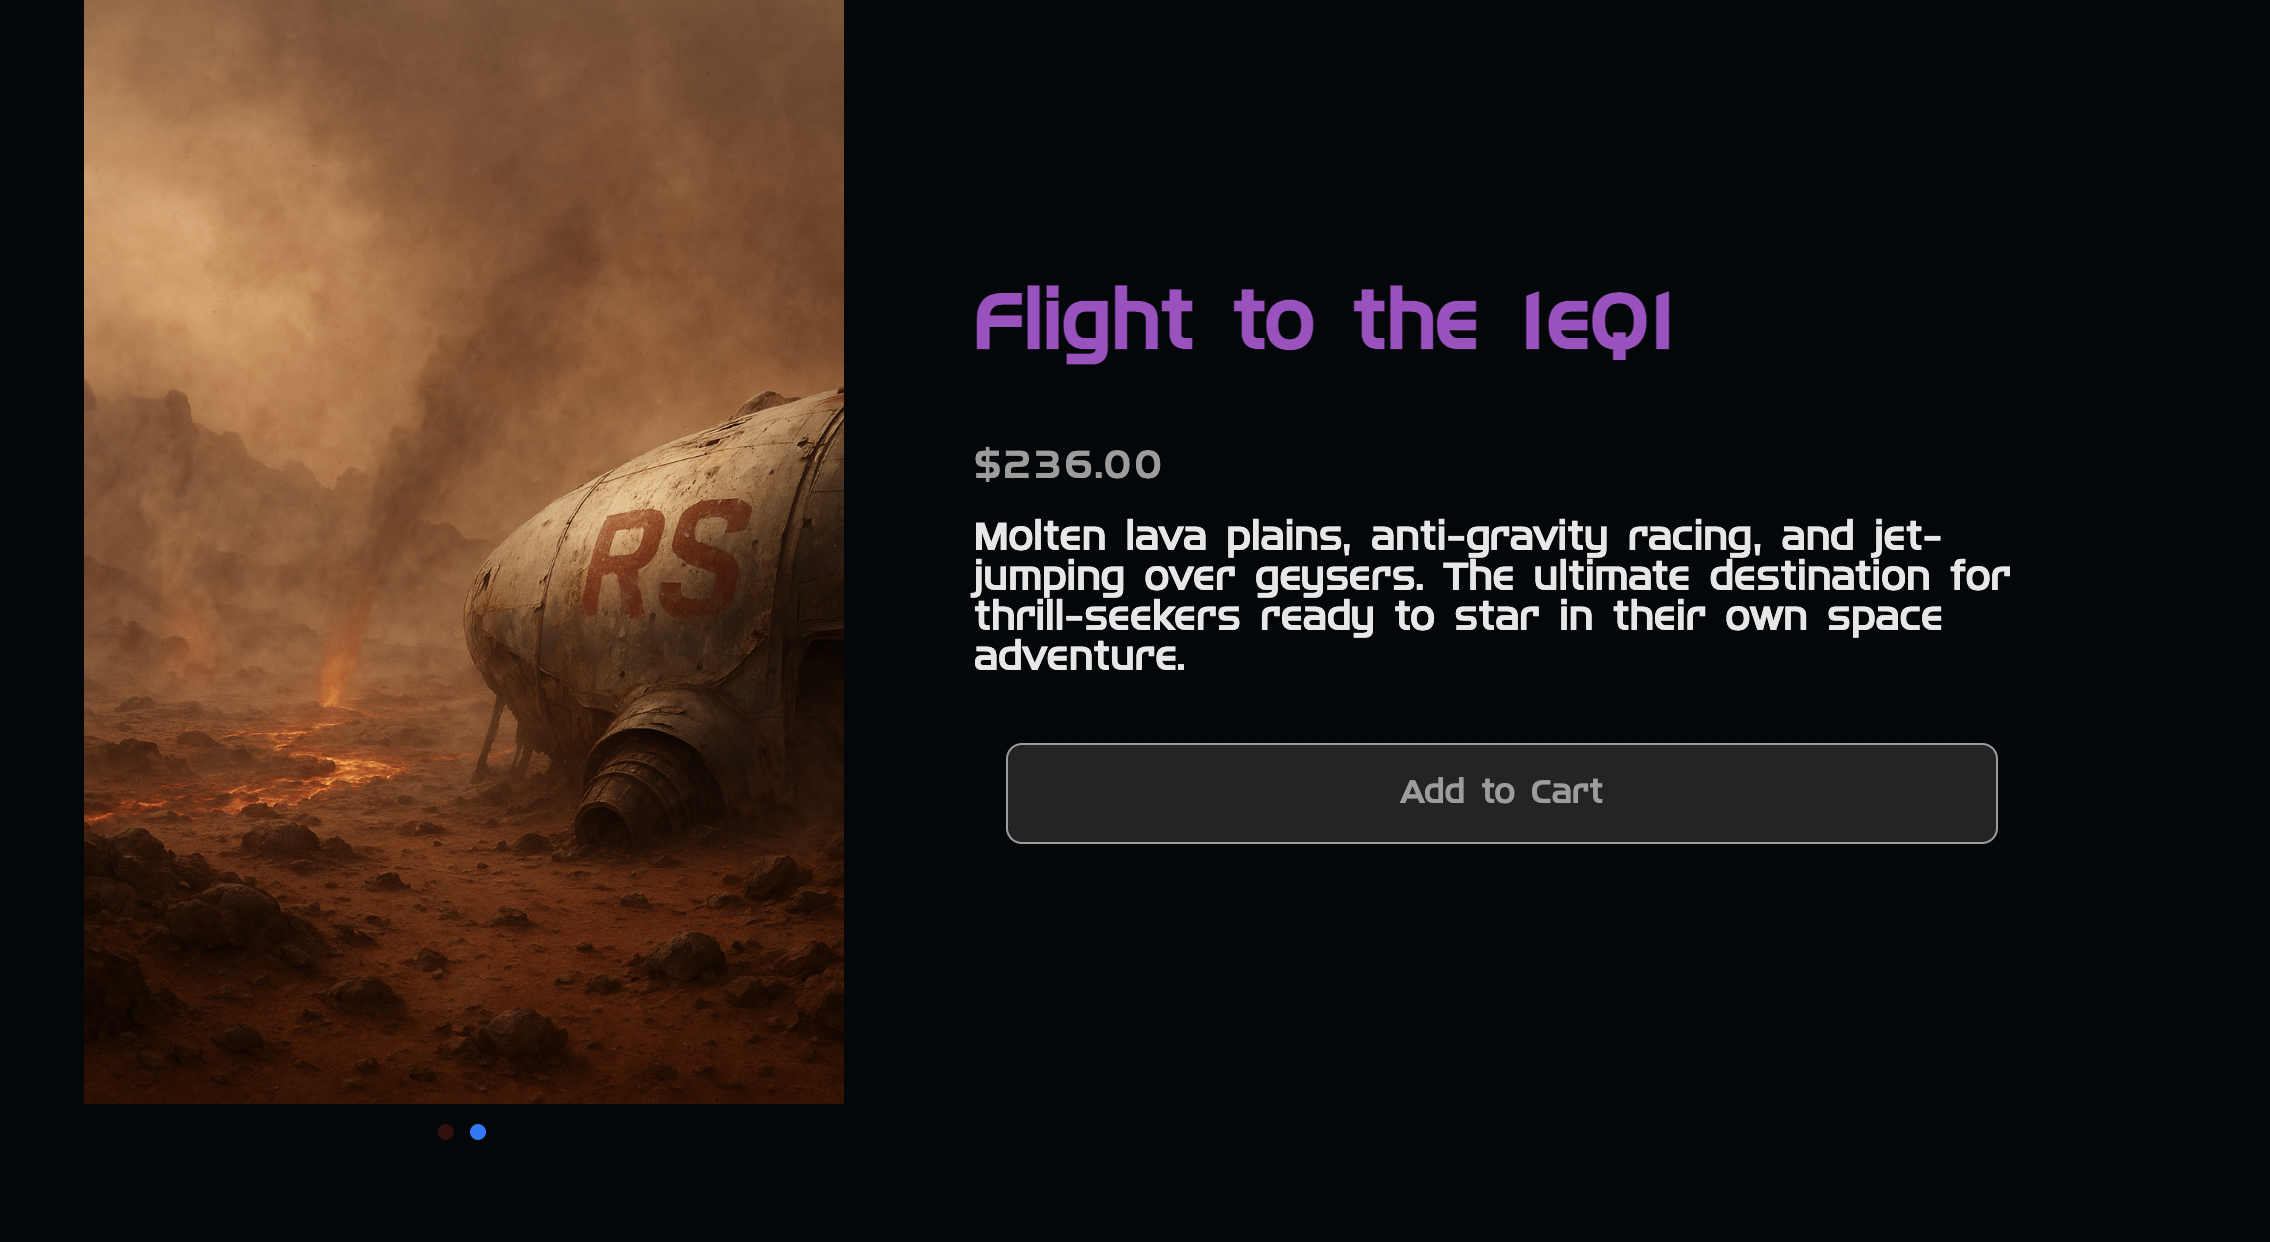 RS
Flight to the 1eQ1
$236.00
Molten lava plains, anti-gravity racing, and jet-
jumping over geysers. The ultimate destination for
thrill-seekers ready to star in their own space
adventure.
Add to Cart